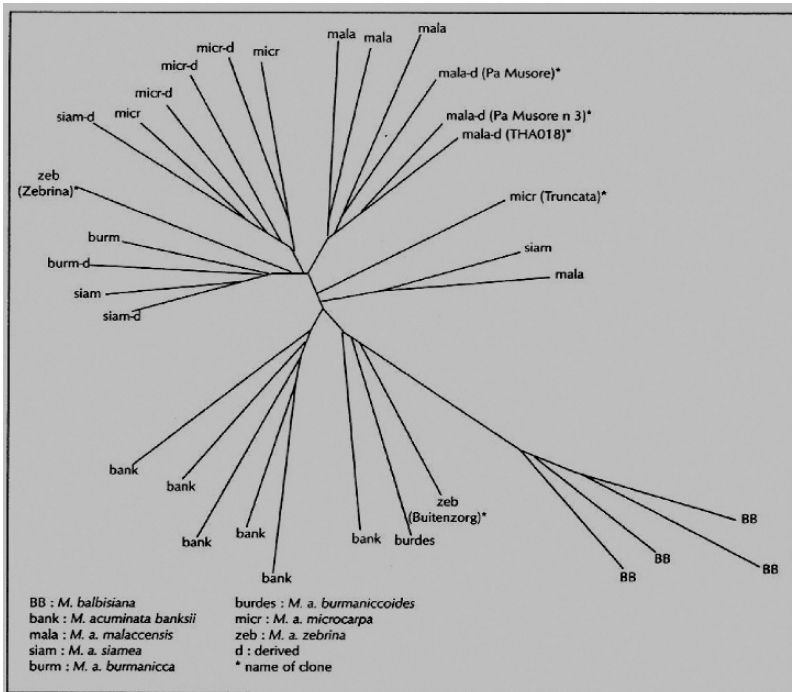 mala
mala
mala
micr-d
micr
micr-d
mala-d (Pa Musore)*
micr-d
micr
siam-d
mala-d (Pa Musore n 3)*
mala-d (THA018)*
zeb
(Zebrina)*
micr (Truncata)*
burm
siam
burm-d
mala
siam
siam-d
bank
bank
zeb
(Buitenzorg)*
bank
bank
bank
burdes
bank
BB
BB
BB
BB
BB : M. balbisiana
bank : M. acuminata banksii
mala : M. a. malaccensis
siam : M. a. siamea
burm : M. a. burmanicca
burdes : M. a. burmaniccoides
micr : M. a. microcarpa
zeb : M. a. zebrina
d : derived
* name of clone